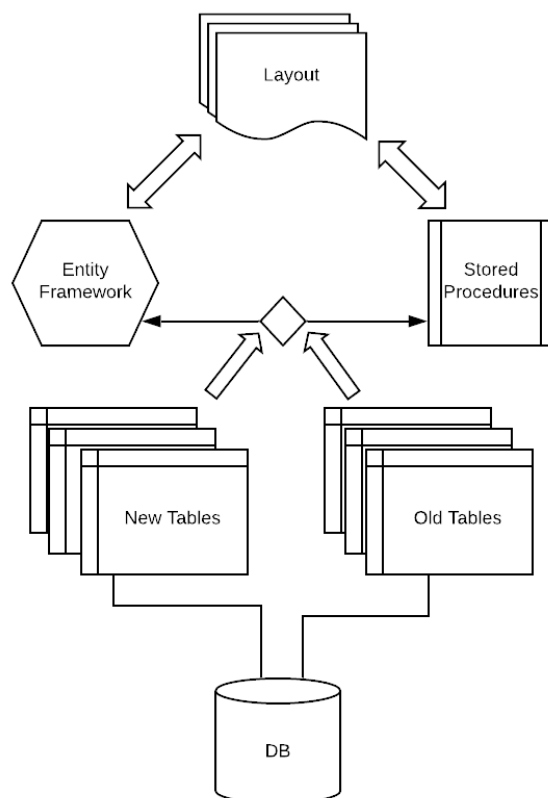 Layout
Entity
Framework
Stored
Procedures
New Tables
Old Tables
DB